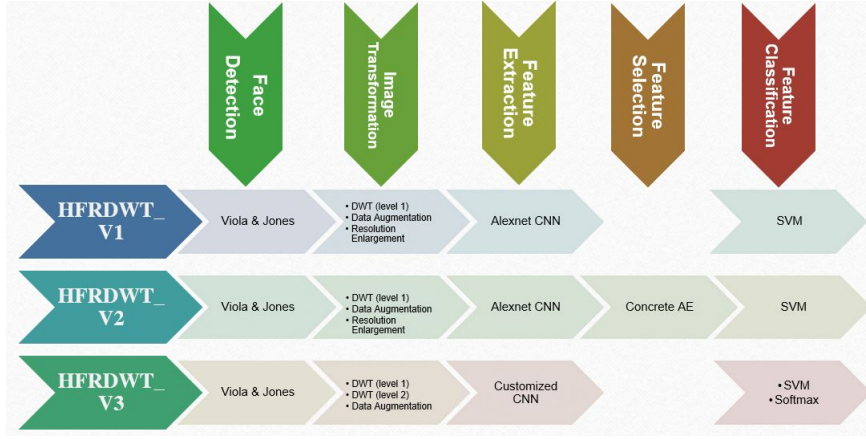 Face
Detection
Image
Transformation
Feature
Extraction
Feature
Selection
Feature
Classification
HFRDWT_
V1
Viola & Jones
• DWT (level 1)
• Data Augmentation
• Resolution
Enlargement
Alexnet CNN
SVM
HFRDWT_
V2
Viola & Jones
• DWT (level 1)
• Data Augmentation
• Resolution
Enlargement
Alexnet CNN
Concrete AE
SVM
HFRDWT_
V3
Viola & Jones
• DWT (level 1)
• DWT (level 2)
• Data Augmentation
Customized
CNN
• SVM
• Softmax